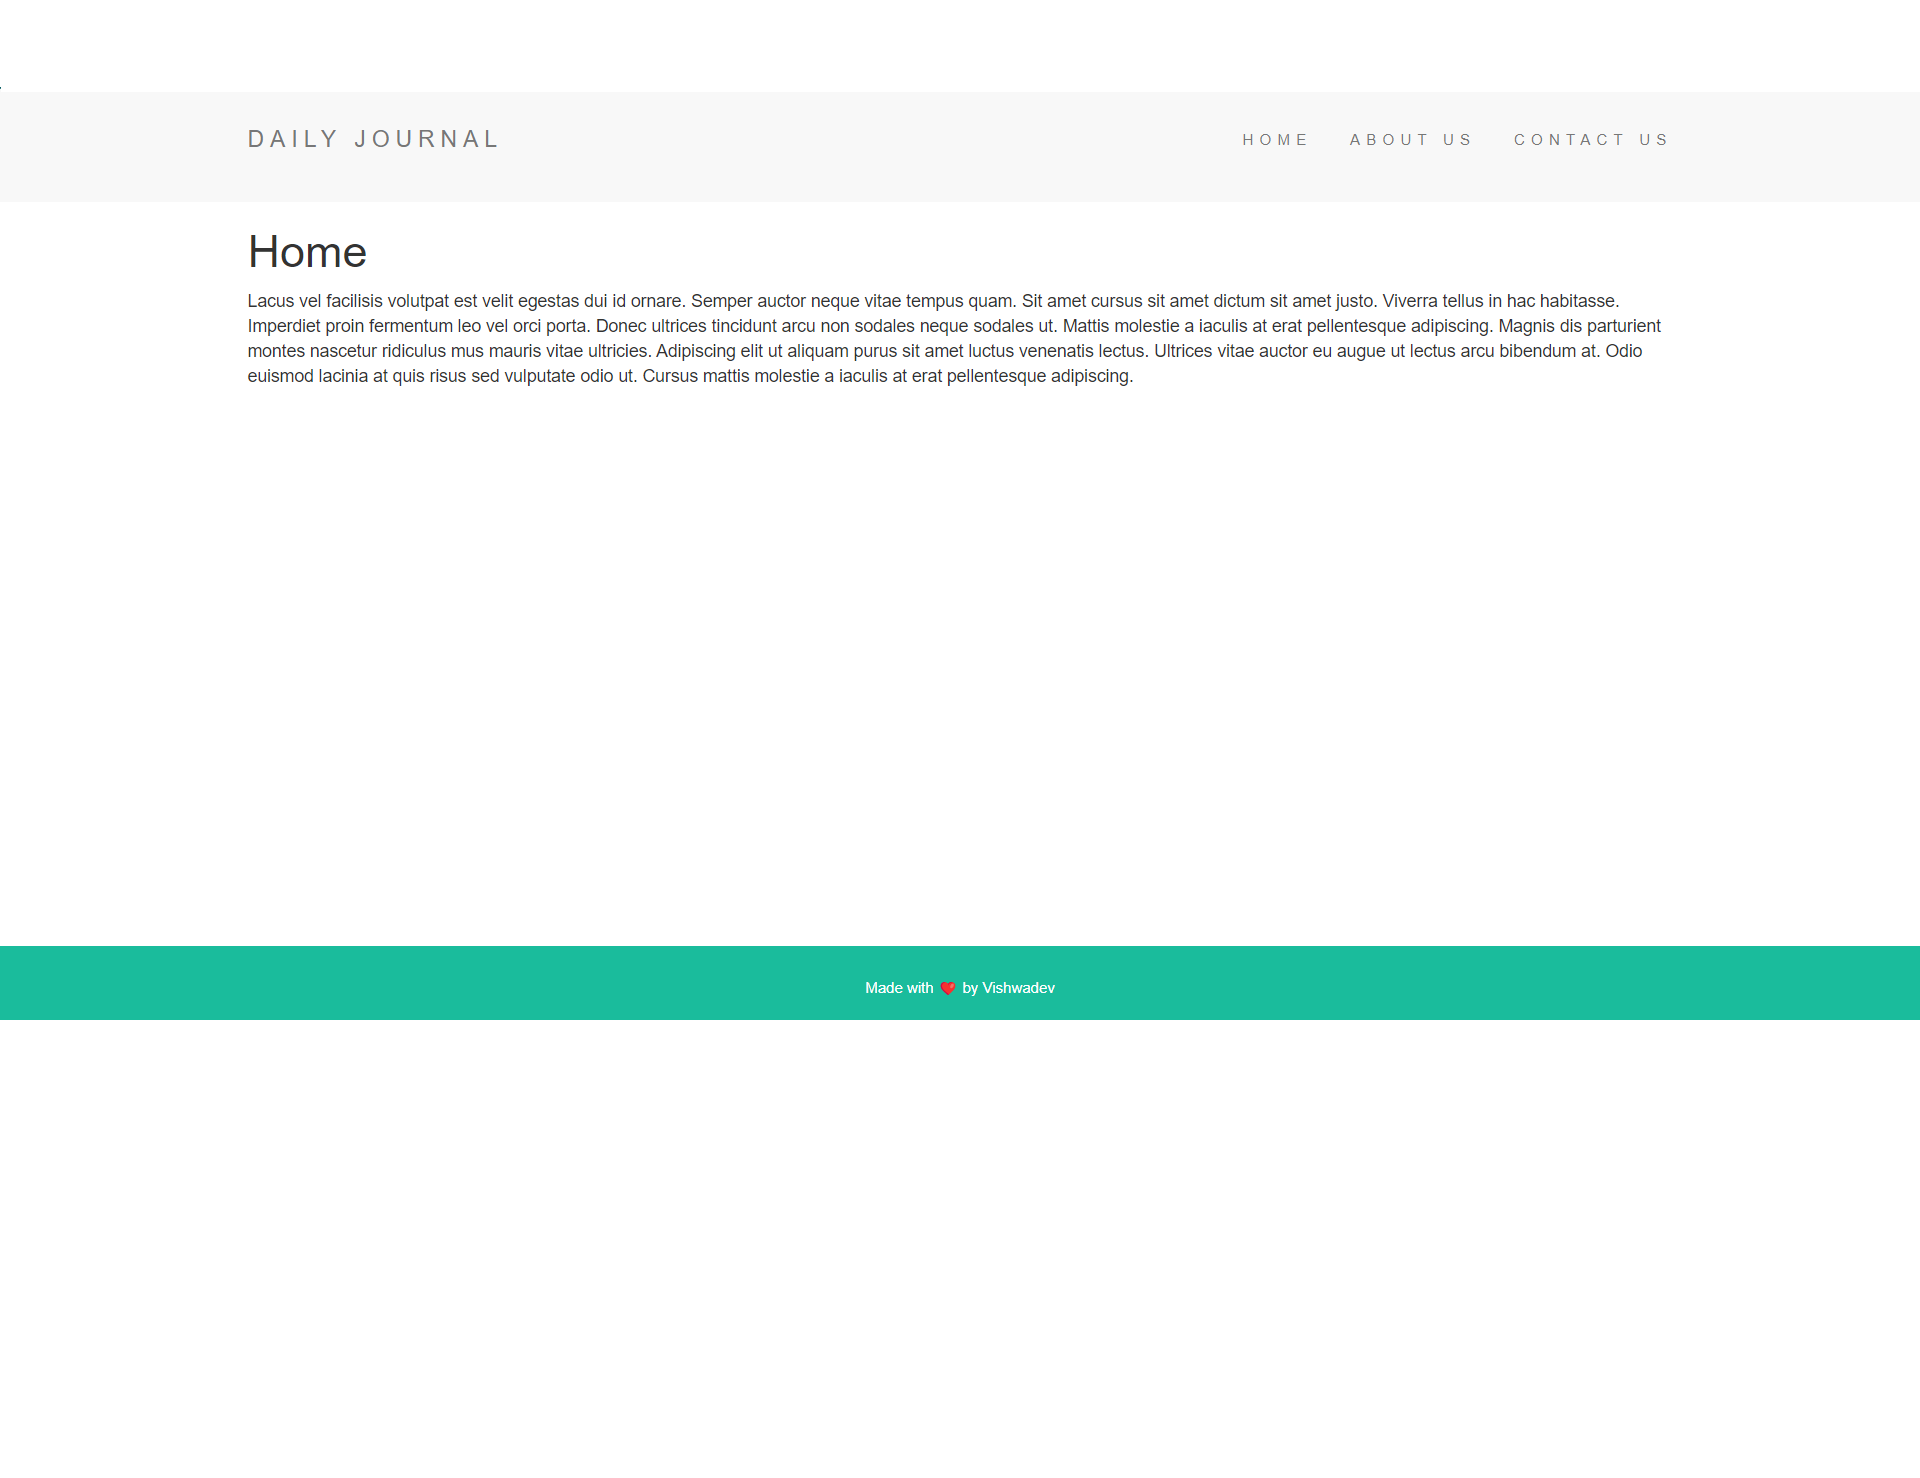 DAILY JOURNAL
HOME ABOUT US CONTACT US
Home
Lacus vel facilisis volutpat est velit egestas dui id ornare. Semper auctor neque vitae tempus quam. Sit amet cursus sit amet dictum sit amet justo. Viverra tellus in hac habitasse.
Imperdiet proin fermentum leo vel orci porta. Donec ultrices tincidunt arcu non sodales neque sodales ut. Mattis molestie a iaculis at erat pellentesque adipiscing. Magnis dis parturient
montes nascetur ridiculus mus mauris vitae ultricies. Adipiscing elit ut aliquam purus sit amet luctus venenatis lectus. Ultrices vitae auctor eu augue ut lectus arcu bibendum at. Odio
euismod lacinia at quis risus sed vulputate odio ut. Cursus mattis molestie a iaculis at erat pellentesque adipiscing.
Made with ❤️ by Vishwadev